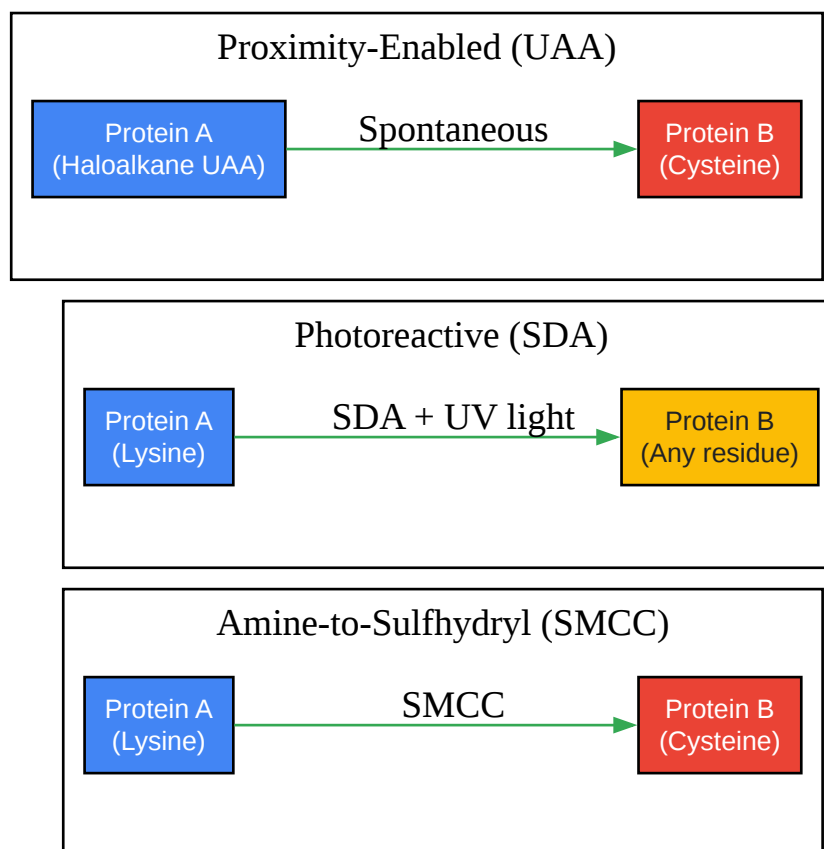 Proximity-Enabled (UAA)
Protein A
(Haloalkane UAA)
Spontaneous
Protein B
(Cysteine)
Photoreactive (SDA)
Protein A
(Lysine)
SDA + UV light
Protein B
(Any residue)
Amine-to-Sulfhydryl (SMCC)
Protein A
(Lysine)
SMCC
Protein B
(Cysteine)